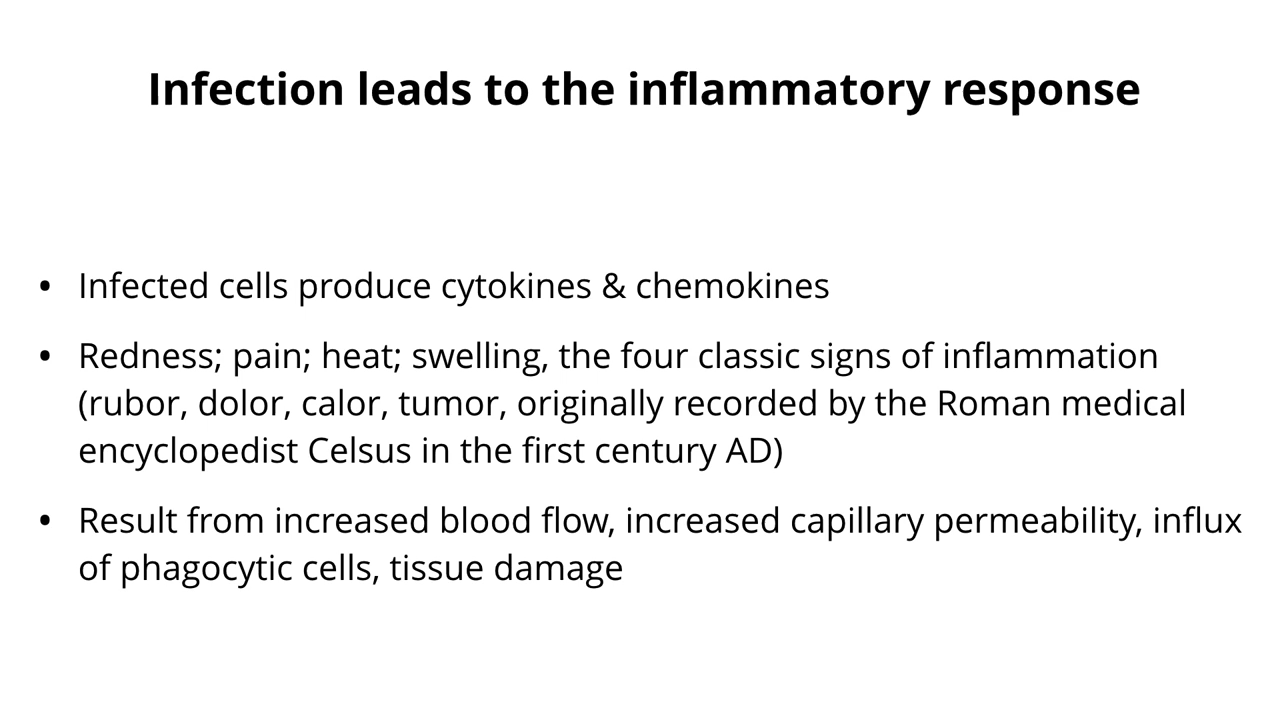 Infection leads to the inflammatory response
• Infected cells produce cytokines & chemokines
• Redness; pain; heat; swelling, the four classic signs of inflammation
(rubor, dolor, calor, tumor, originally recorded by the Roman medical
encyclopedist Celsus in the first century AD)
• Result from increased blood flow, increased capillary permeability, influx
of phagocytic cells, tissue damage